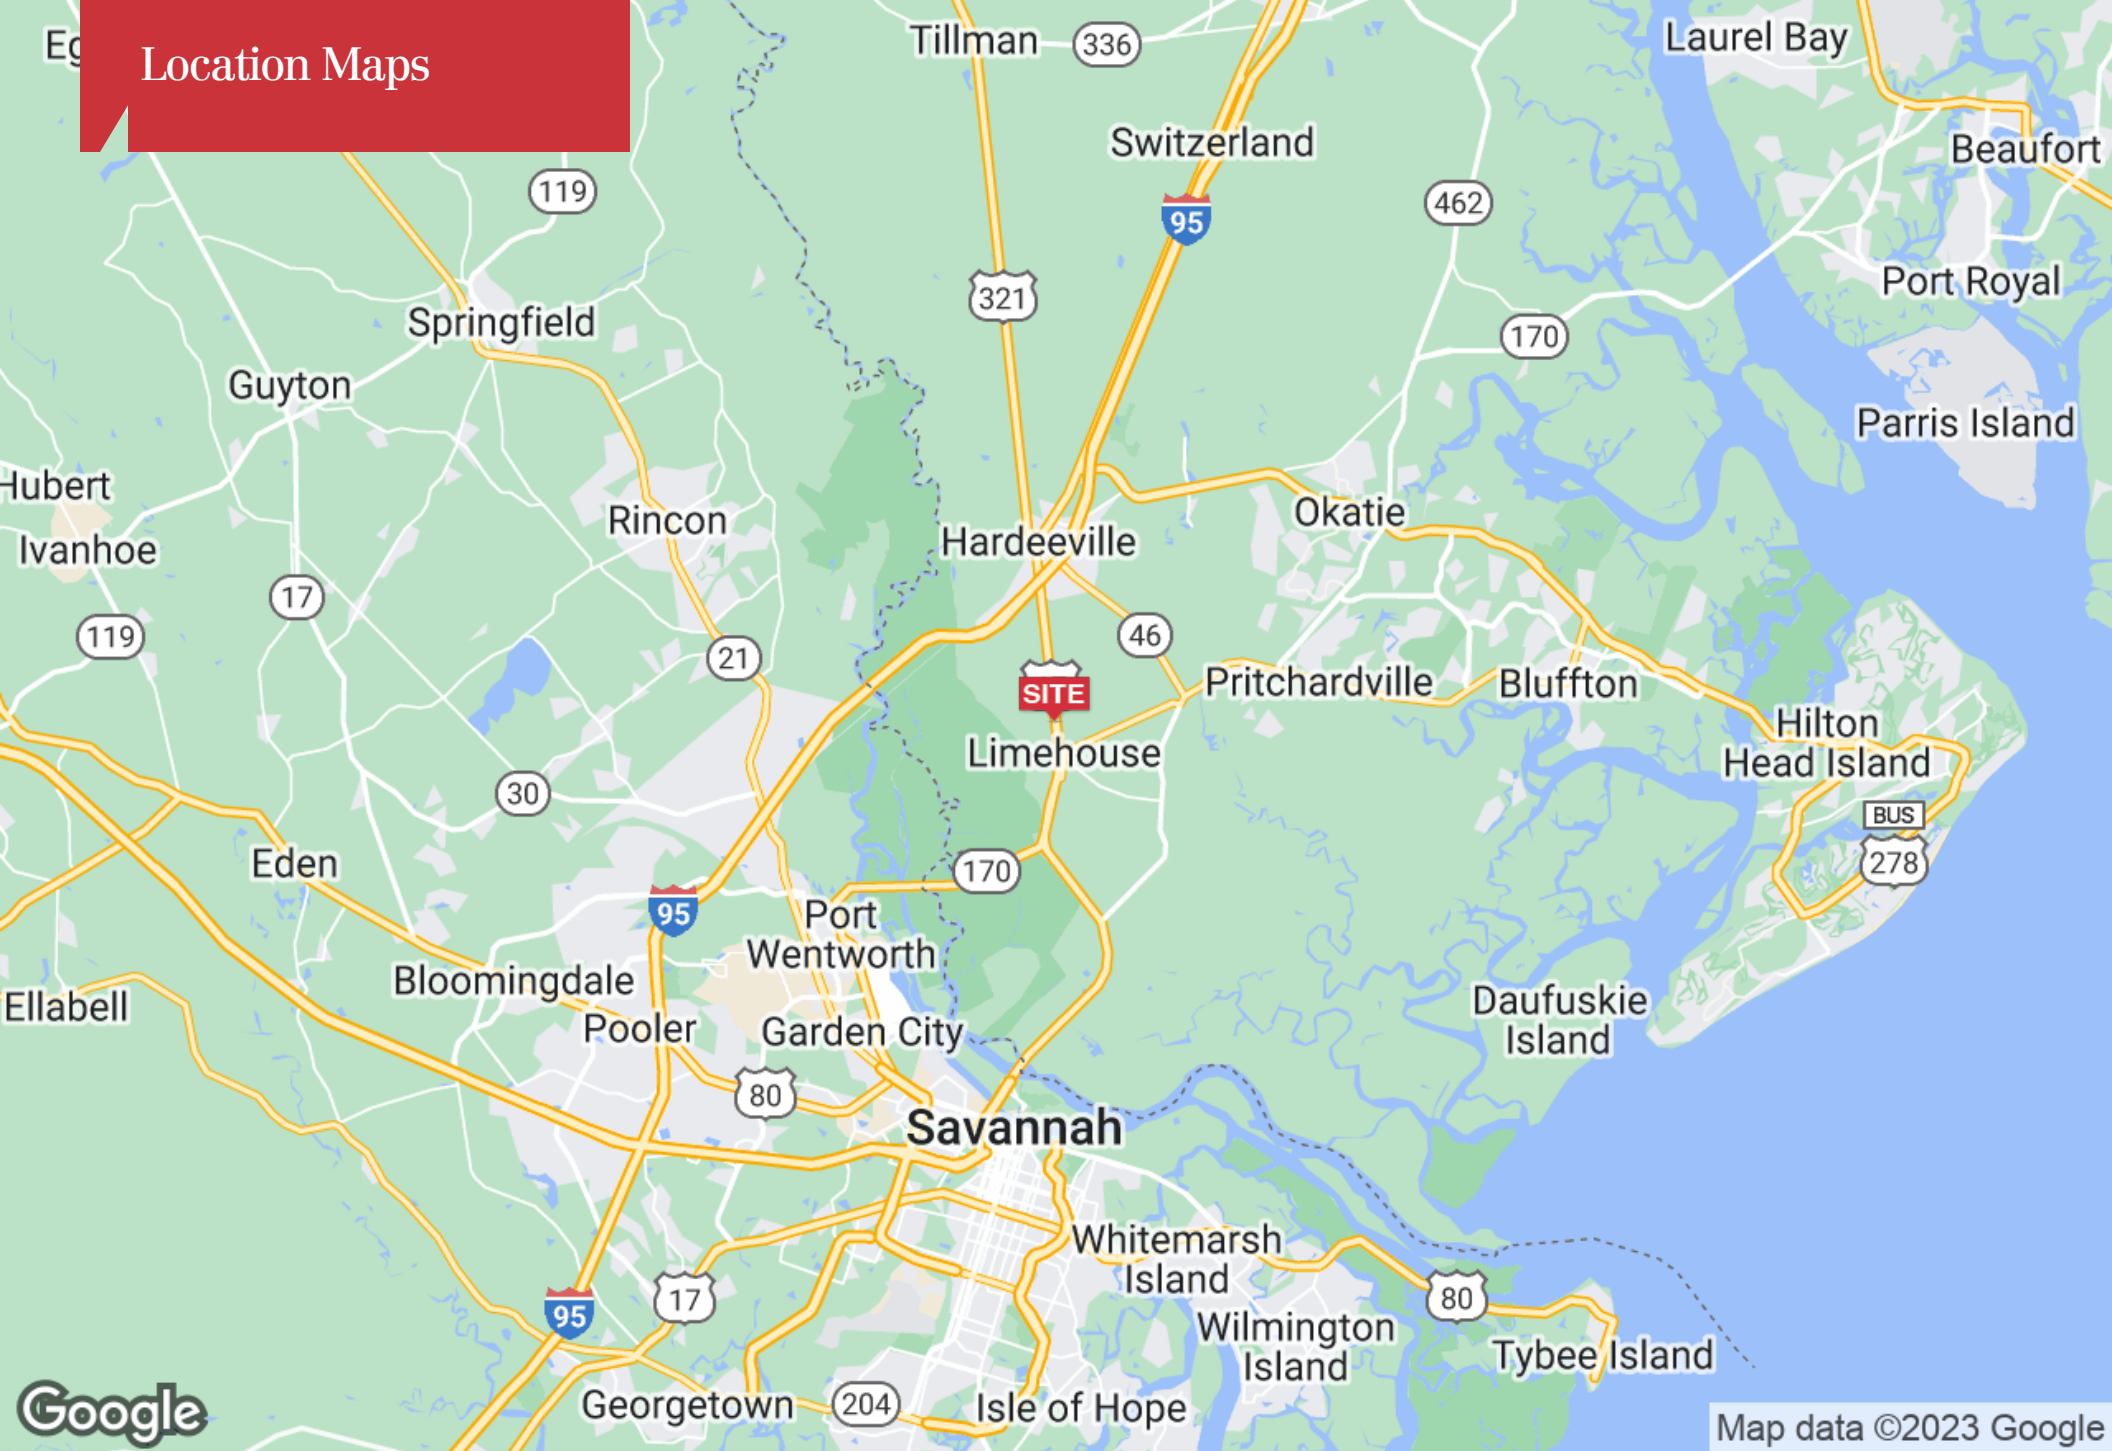 Location Maps
Eg
Tillman
336
Laurel Bay
Switzerland
Beaufort
119
95
462
321
Port Royal
Springfield
170
Guyton
Parris Island
Hubert
Rincon
Okatie
Hardeeville
Ivanhoe
17
119
46
21
Pritchardville
Bluffton
SITE
Limehouse
Hilton
Head Island
30
BUS
278
Eden
170
95
Port
Wentworth
Bloomingdale
Ellabell
Daufuskie
Island
Pooler
Garden City
80
Savannah
Whitemarsh
Island
17
80
95
Wilmington
Island
Tybee Island
Georgetown
204
Isle of Hope
Google
Map data ©2023 Google